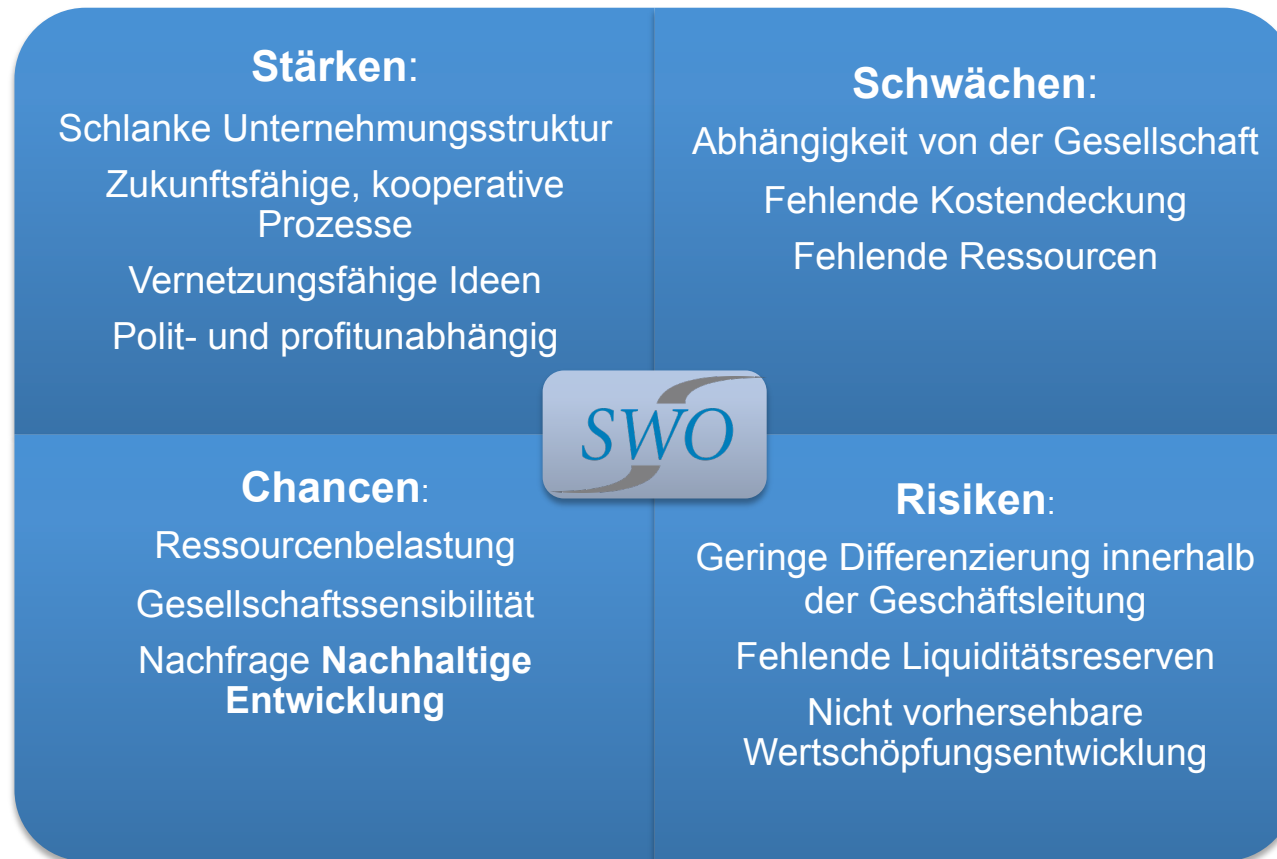 Stärken:
Schlanke Unternehmungsstruktur
Zukunftsfähige, kooperative
Prozesse
Vernetzungsfähige Ideen
Polit- und profitunabhängig
Schwächen:
Abhängigkeit von der Gesellschaft
Fehlende Kostendeckung
Fehlende Ressourcen
SWO
Chancen:
Ressourcenbelastung
Gesellschaftssensibilität
Nachfrage Nachhaltige
Entwicklung
Risiken:
Geringe Differenzierung innerhalb
der Geschäftsleitung
Fehlende Liquiditätsreserven
Nicht vorhersehbare
Wertschöpfungsentwicklung